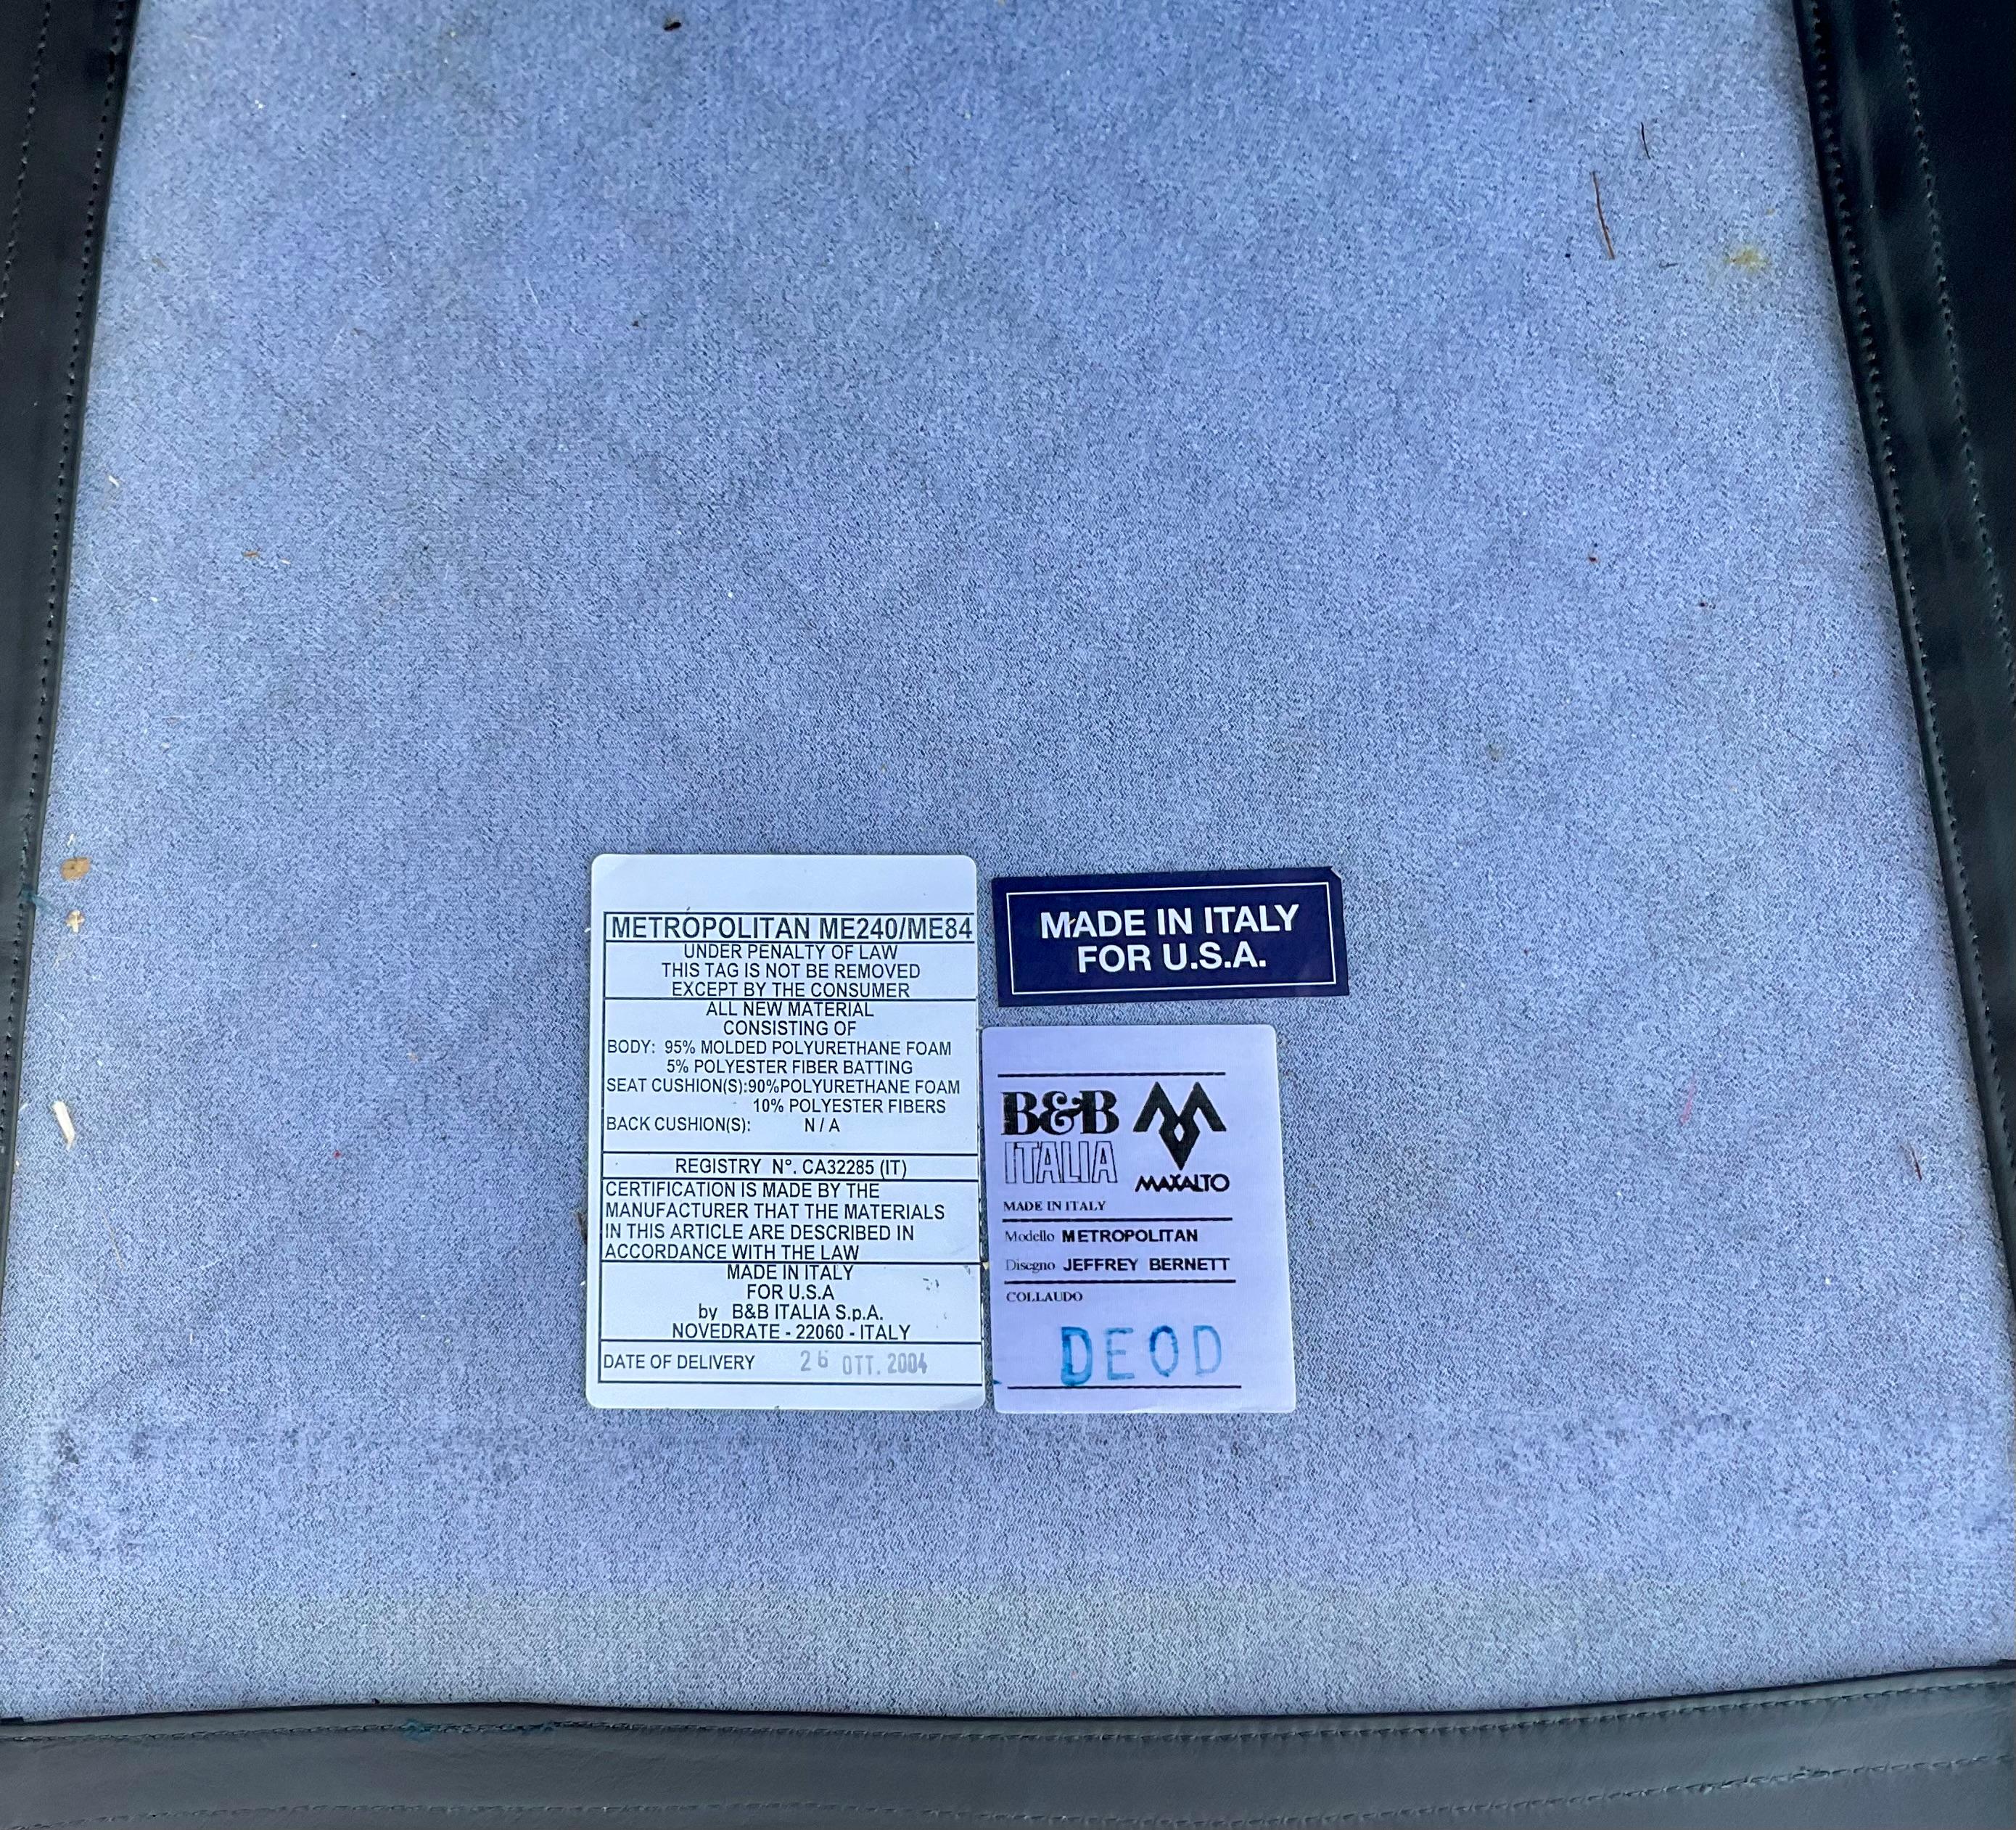 METROPOLITAN ME240/ME84
UNDER PENALTY OF LAW
THIS TAG IS NOT BE REMOVED
EXCEPT BY THE CONSUMER
ALL NEW MATERIAL
CONSISTING OF
BODY: 95% MOLDED POLYURETHANE FOAM
5% POLYESTER FIBER BATTING
SEAT CUSHION(S):90%POLYURETHANE FOAM
10% POLYESTER FIBERS
BACK CUSHION(S): N / A
REGISTRY N°. CA32285 (IT)
CERTIFICATION IS MADE BY THE
MANUFACTURER THAT THE MATERIALS
IN THIS ARTICLE ARE DESCRIBED IN
ACCORDANCE WITH THE LAW
MADE IN ITALY
FOR U.S.A
by B&B ITALIA S.p.A.
NOVEDRATE - 22060 - ITALY
DATE OF DELIVERY 26 OTT. 2004
MADE IN ITALY
FOR U.S.A.
B&B
ITALIA
MAXALTO
MADE IN ITALY
Modello METROPOLITAN
Disegno JEFFREY BERNETT
COLLAUDO
DEOD